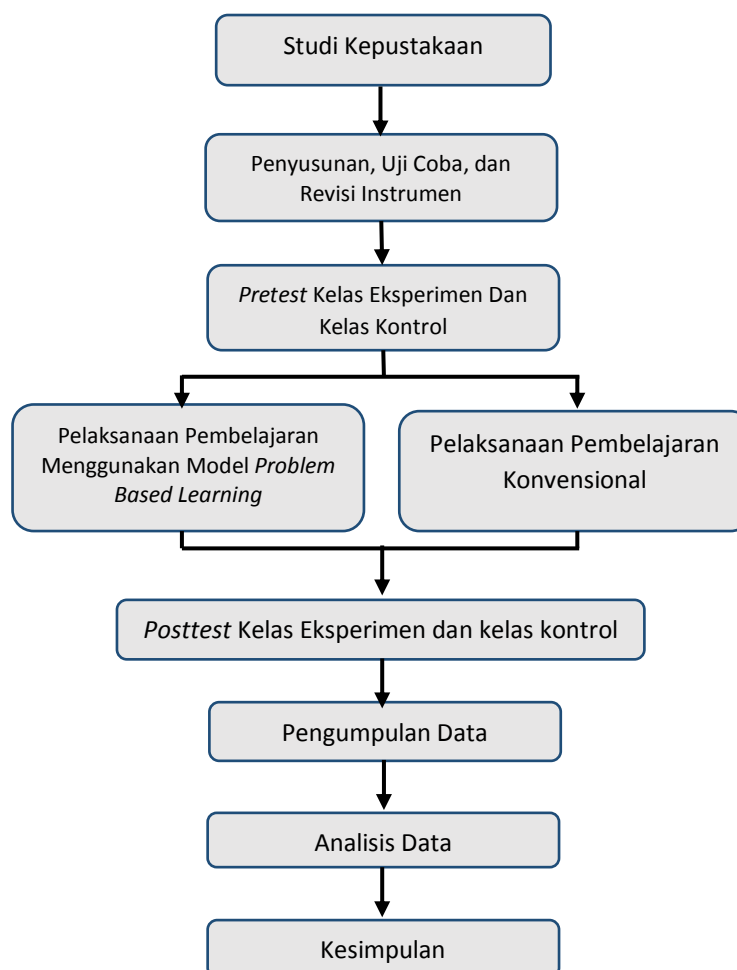 Studi Kepustakaan
Penyusunan, Uji Coba, dan
Revisi Instrumen
Pretest Kelas Eksperimen Dan
Kelas Kontrol
Pelaksanaan Pembelajaran
Menggunakan Model Problem
Based Learning
Pelaksanaan Pembelajaran
Konvensional
Posttest Kelas Eksperimen dan kelas kontrol
Pengumpulan Data
Analisis Data
Kesimpulan